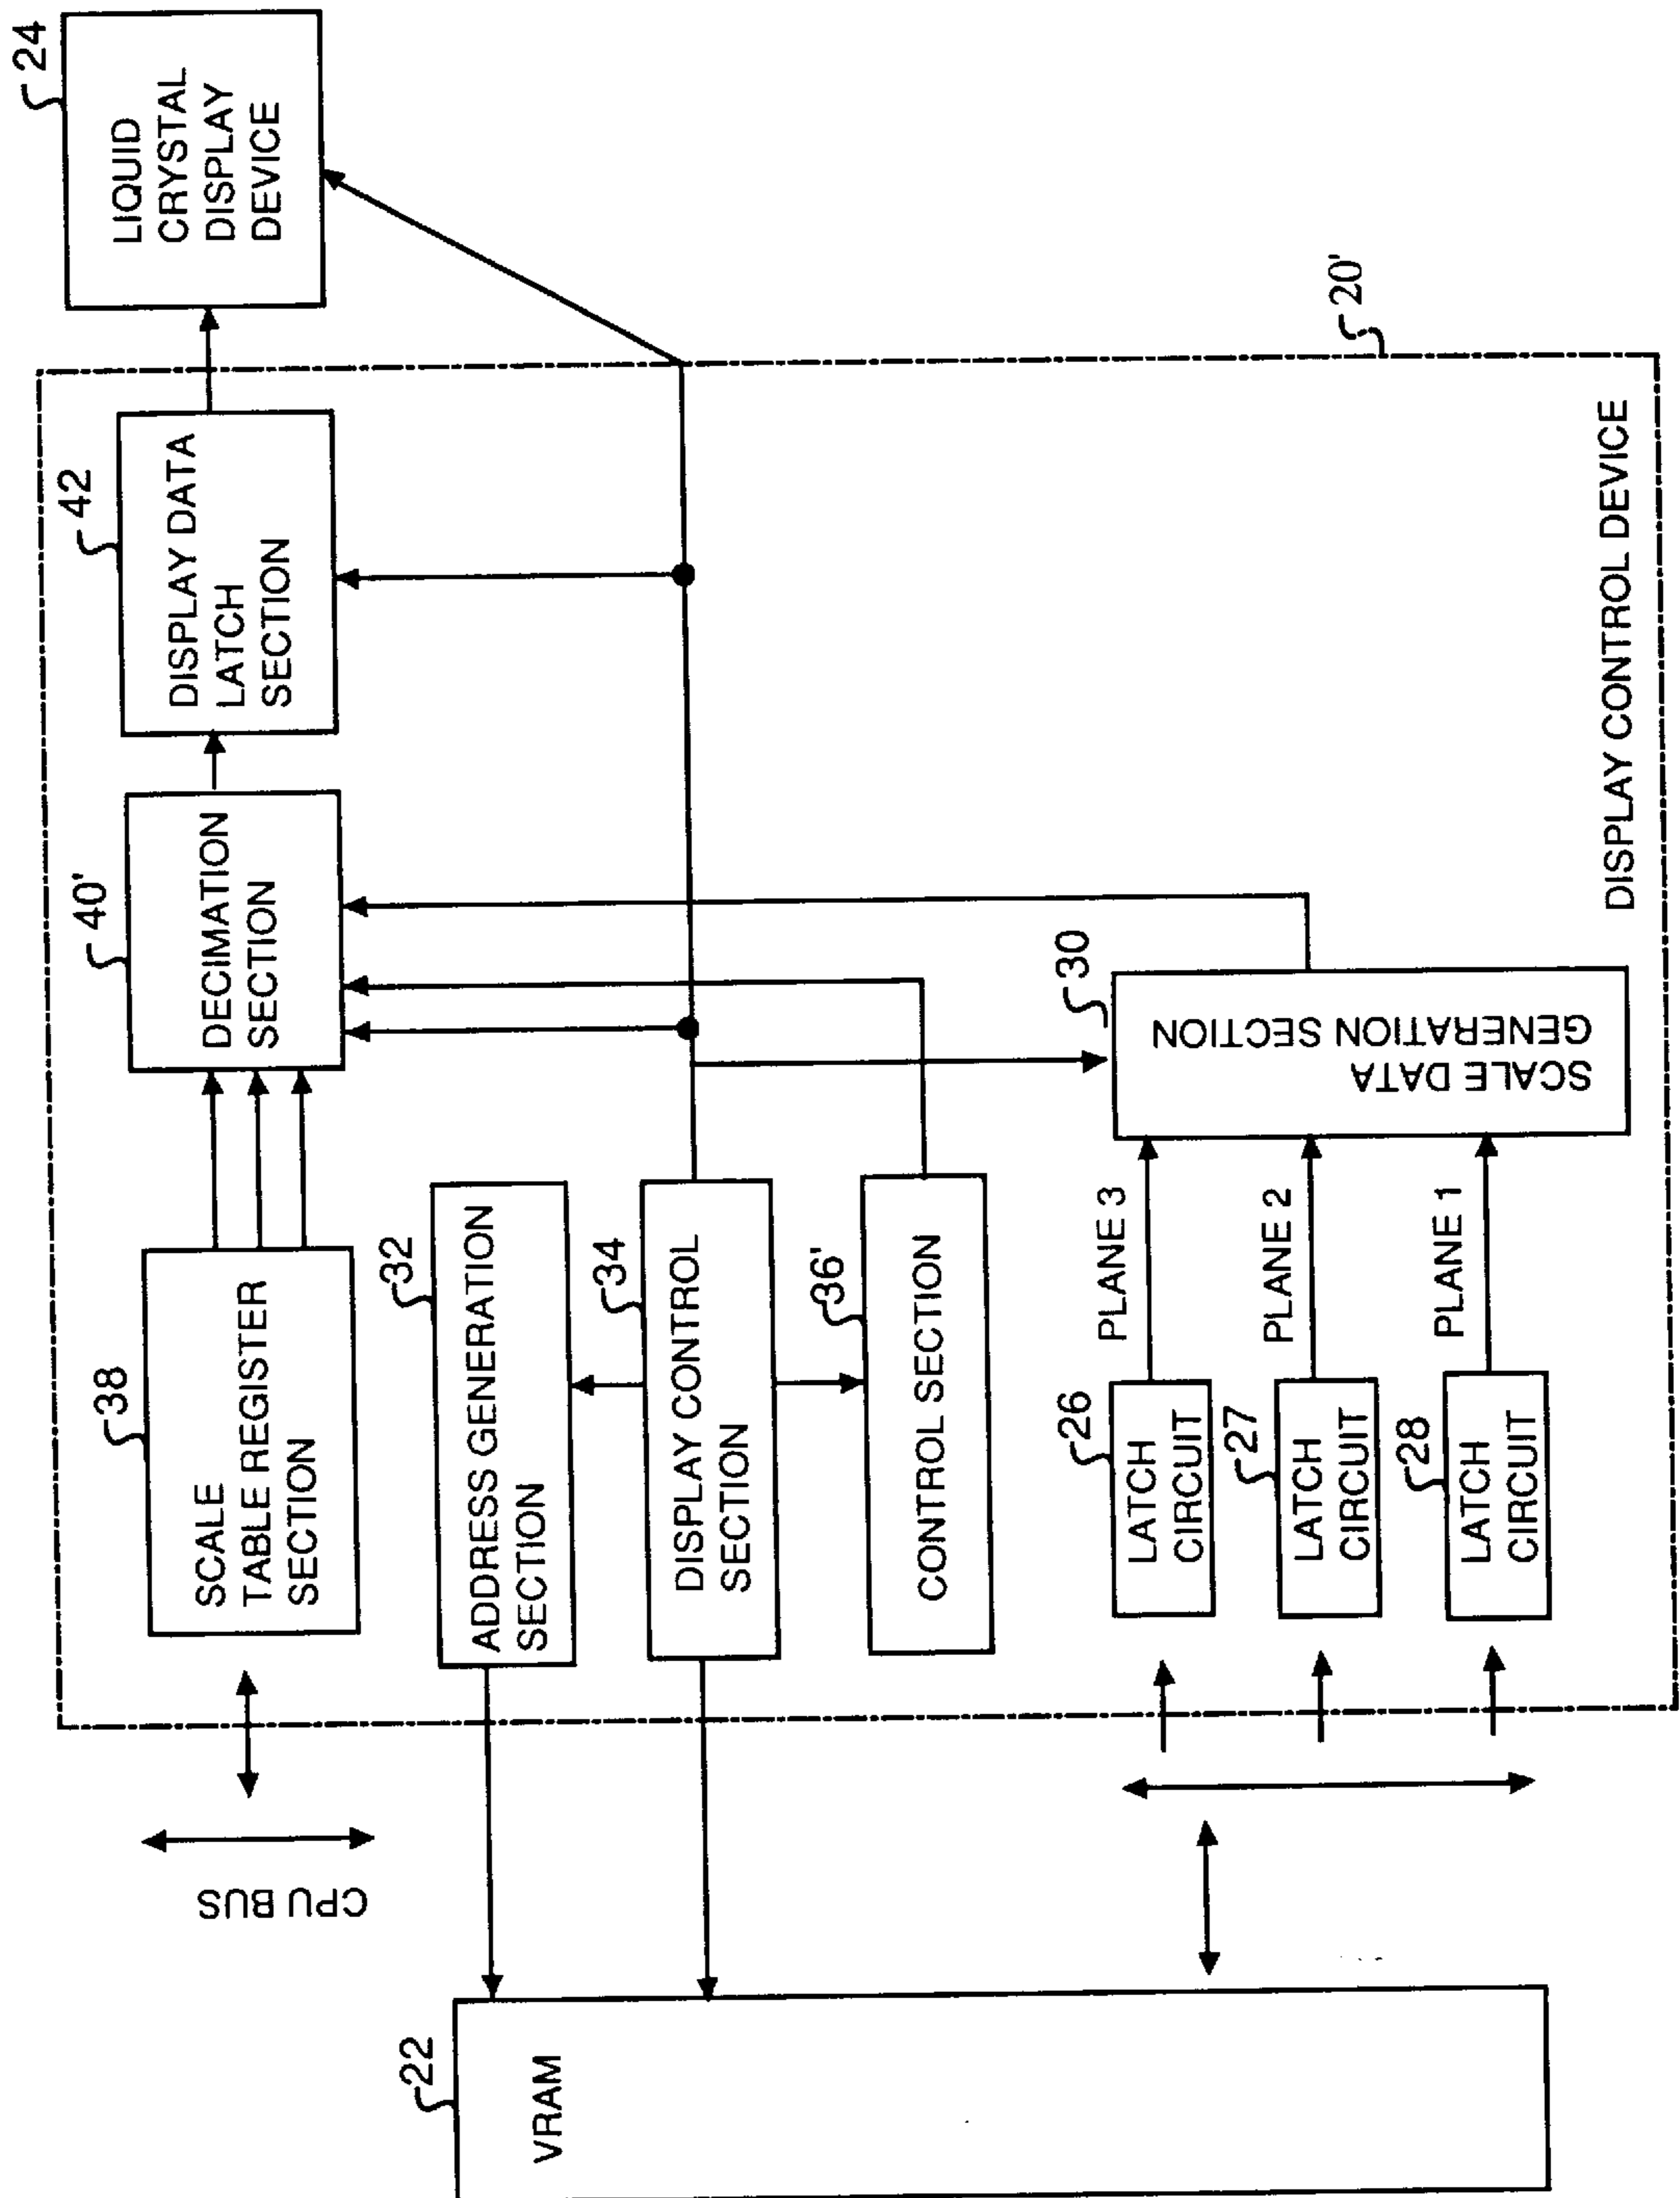 24
LIQUID
CRYSTAL
DISPLAY
DEVICE
42
DISPLAY DATA
LATCH
SECTION
40'
DECIMATION
SECTION
38
SCALE
TABLE REGISTER
SECTION
CPU BUS
32
ADDRESS GENERATION
SECTION
34
DISPLAY CONTROL
SECTION
36'
CONTROL SECTION
30
SCALE DATA
GENERATION SECTION
26
LATCH
CIRCUIT
PLANE 3
27
LATCH
CIRCUIT
PLANE 2
28
LATCH
CIRCUIT
PLANE 1
22
VRAM
20'
DISPLAY CONTROL DEVICE